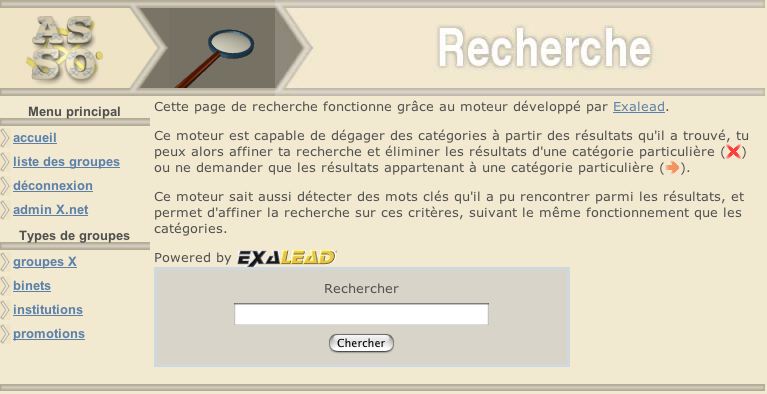 AS
SO
Recherche
Menu principal
accueil
liste des groupes
déconnexion
admin X.net
Types de groupes
groupes X
binets
institutions
promotions
Cette page de recherche fonctionne grâce au moteur développé par Exalead.
Ce moteur est capable de dégager des catégories à partir des résultats qu'il a trouvé, tu
peux alors affiner ta recherche et éliminer les résultats d'une catégorie particulière (❌)
ou ne demander que les résultats appartenant à une catégorie particulière (➔).
Ce moteur sait aussi détecter des mots clés qu'il a pu rencontrer parmi les résultats, et
permet d'affiner la recherche sur ces critères, suivant le même fonctionnement que les
catégories.
Powered by EXALEAD
Rechercher
Chercher